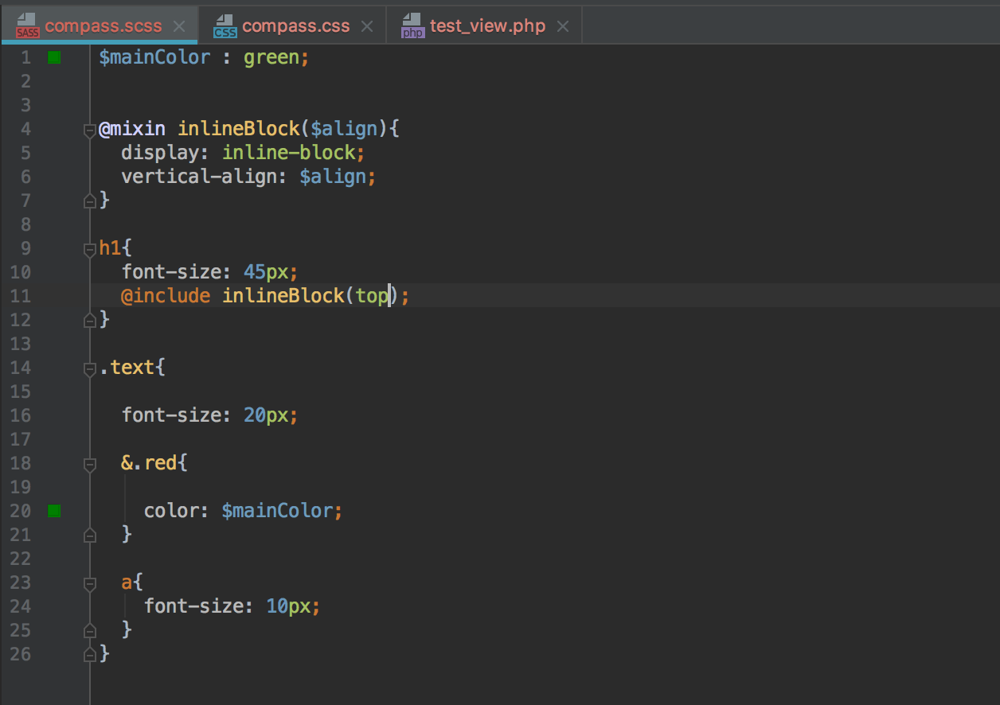 SASS compass.scss × CSS compass.css × php test_view.php ×
1 $mainColor : green;
2
3
4 @mixin inlineBlock($align){
5   display: inline-block;
6   vertical-align: $align;
7 }
8
9 h1{
10   font-size: 45px;
11   @include inlineBlock(top);
12 }
13
14 .text{
15
16   font-size: 20px;
17
18   &.red{
19
20     color: $mainColor;
21   }
22
23   a{
24     font-size: 10px;
25   }
26 }